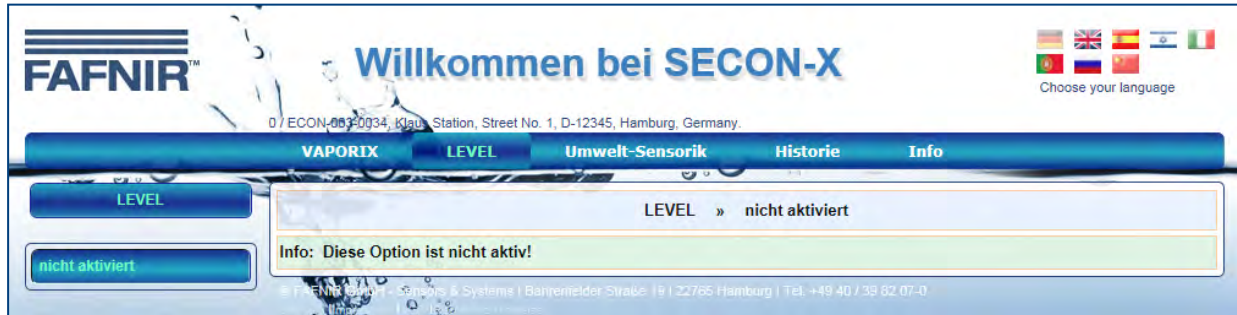 FAFNIR™
Willkommen bei SECON-X
Choose your language
0 / ECON-003-0034, Klaus Station, Street No. 1, D-12345, Hamburg, Germany.
VAPORIX LEVEL Umwelt-Sensorik Historie Info
LEVEL
LEVEL » nicht aktiviert
nicht aktiviert
Info: Diese Option ist nicht aktiv!
© FAFNIR GmbH - Sensors & Systems | Bahrenfelder Straße 19 | 22765 Hamburg | Tel. +49 40 / 39 82 07-0